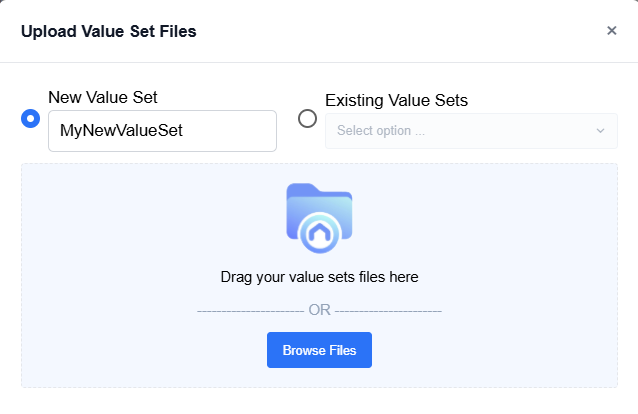 Upload Value Set Files
New Value Set
Existing Value Sets
MyNewValueSet
Select option ...
Drag your value sets files here
---------------------- OR ----------------------
Browse Files